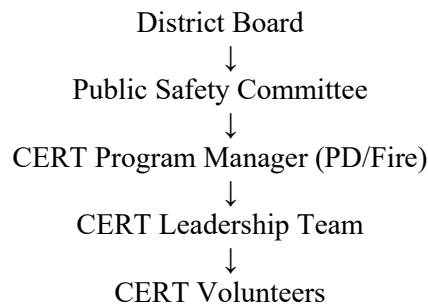 District Board
↓
Public Safety Committee
↓
CERT Program Manager (PD/Fire)
↓
CERT Leadership Team
↓
CERT Volunteers